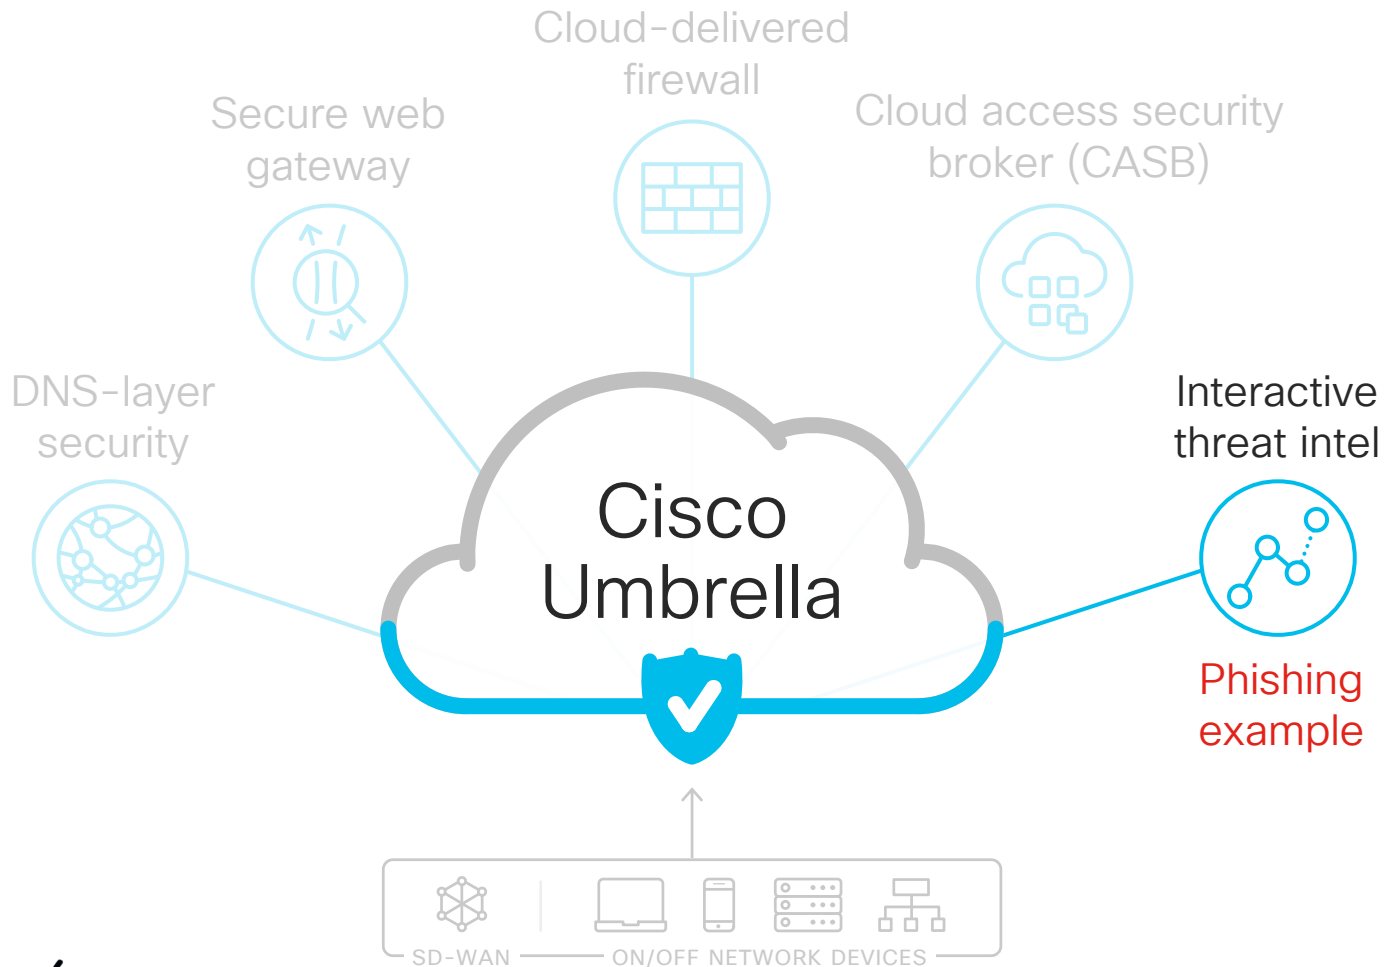 Cloud-delivered
firewall
Secure web
gateway
Cloud access security
broker (CASB)
DNS-layer
security
Interactive
threat intel
Cisco
Umbrella
Phishing
example
SD-WAN
ON/OFF NETWORK DEVICES